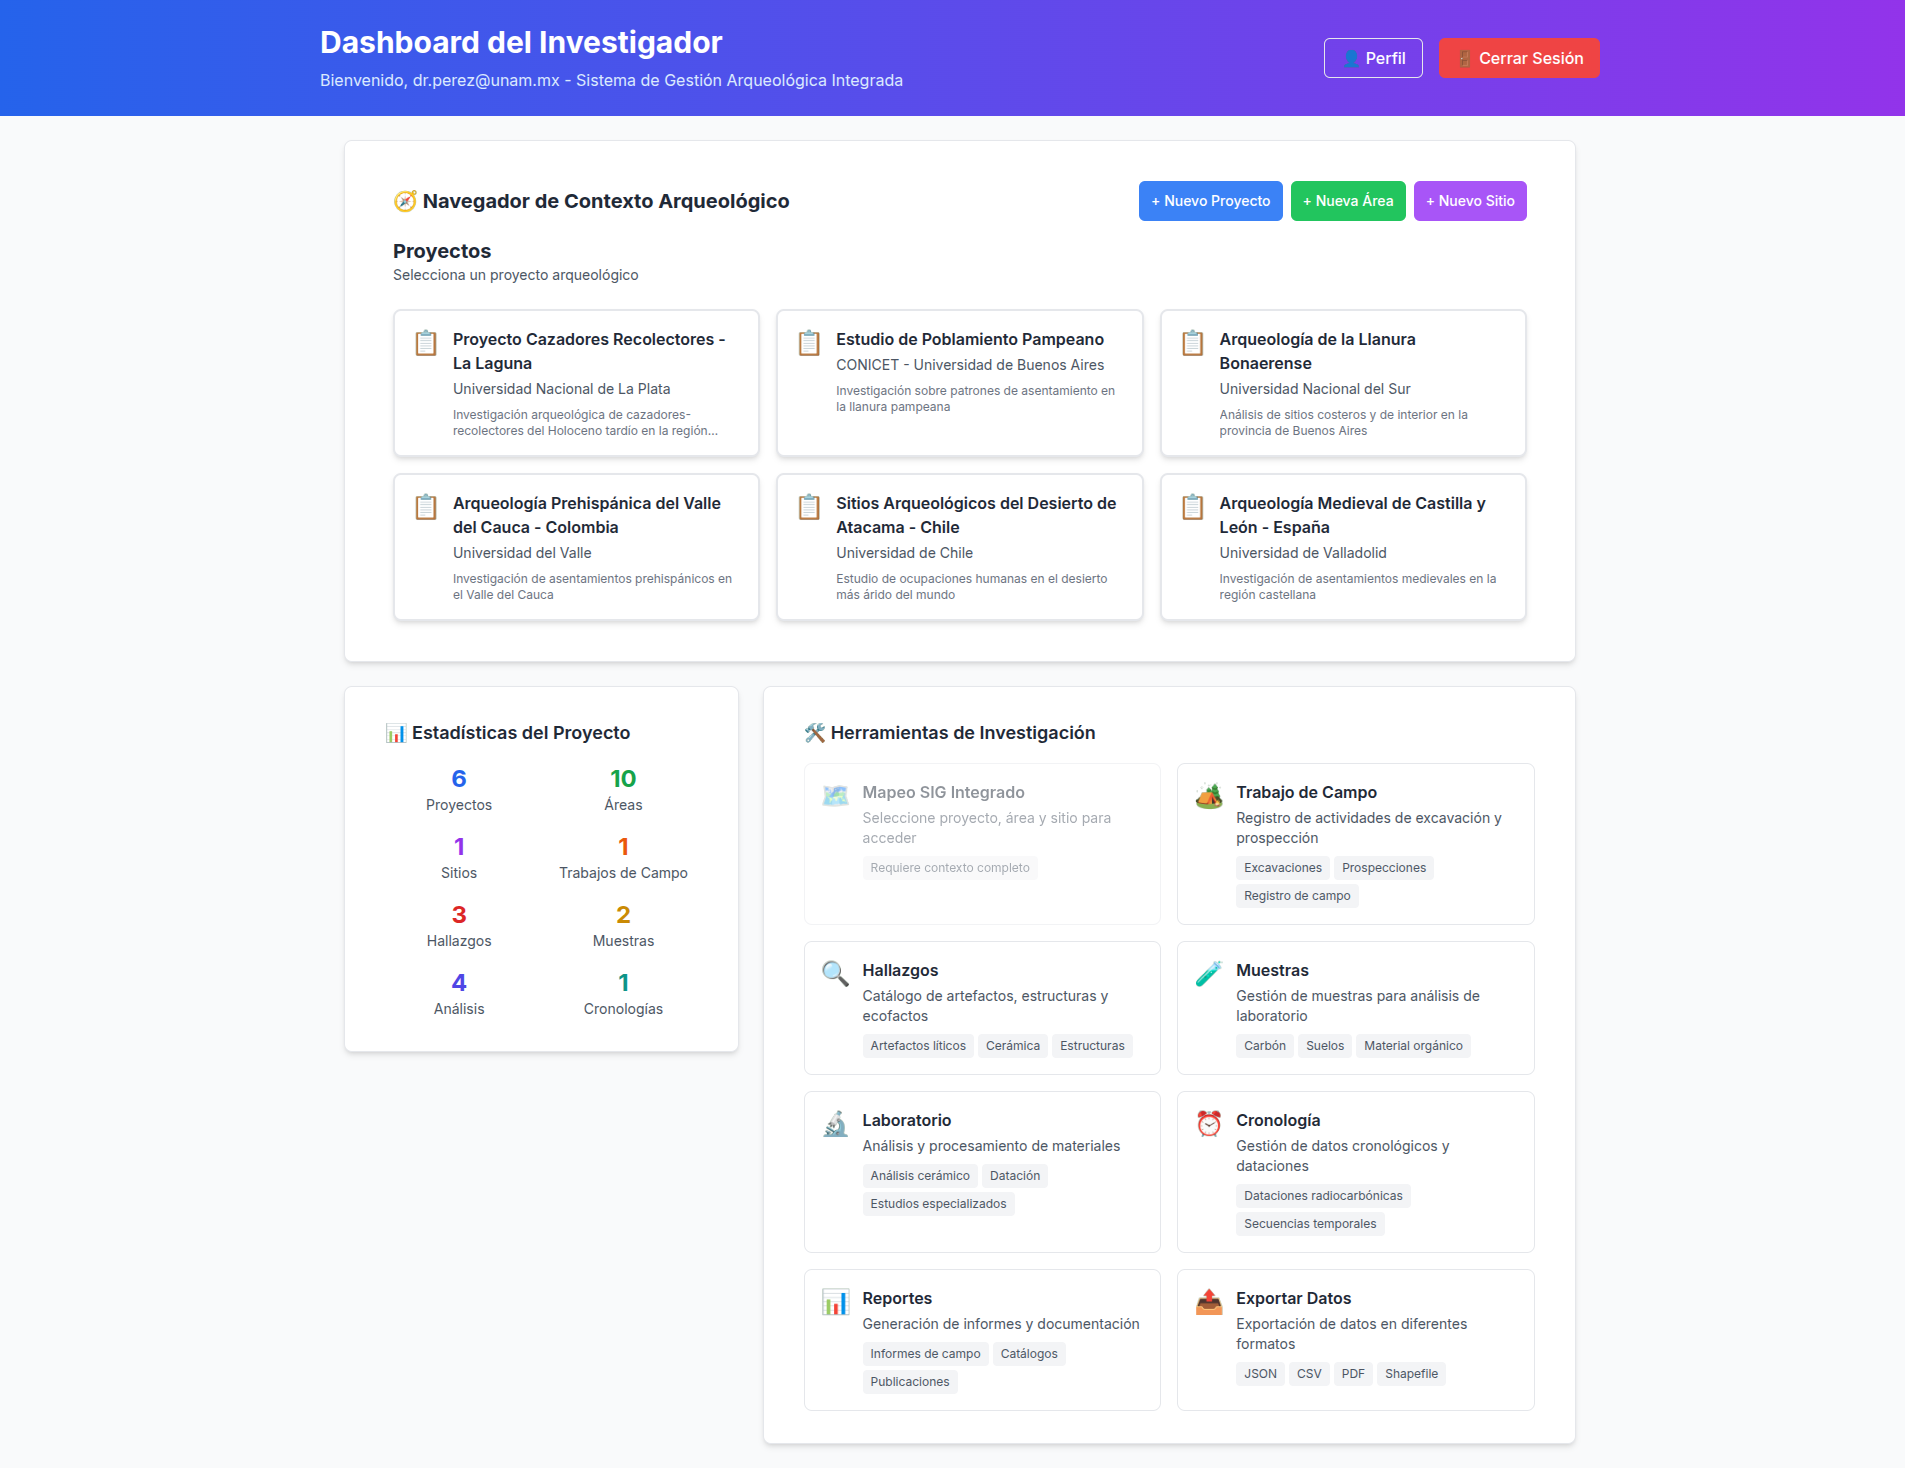 Dashboard del Investigador
Bienvenido, dr.perez@unam.mx - Sistema de Gestión Arqueológica Integrada
Perfil
Cerrar Sesión
Navegador de Contexto Arqueológico
+ Nuevo Proyecto
+ Nueva Área
+ Nuevo Sitio
Proyectos
Selecciona un proyecto arqueológico
Proyecto Cazadores Recolectores -
La Laguna
Universidad Nacional de La Plata
Investigación arqueológica de cazadores-
recolectores del Holoceno tardío en la región...
Estudio de Poblamiento Pampeano
CONICET - Universidad de Buenos Aires
Investigación sobre patrones de asentamiento en
la llanura pampeana
Arqueología de la Llanura
Bonaerense
Universidad Nacional del Sur
Análisis de sitios costeros y de interior en la
provincia de Buenos Aires
Arqueología Prehispánica del Valle
del Cauca - Colombia
Universidad del Valle
Investigación de asentamientos prehispánicos en
el Valle del Cauca
Sitios Arqueológicos del Desierto de
Atacama - Chile
Universidad de Chile
Estudio de ocupaciones humanas en el desierto
más árido del mundo
Arqueología Medieval de Castilla y
León - España
Universidad de Valladolid
Investigación de asentamientos medievales en la
región castellana
Estadísticas del Proyecto
6
Proyectos
10
Áreas
1
Sitios
1
Trabajos de Campo
3
Hallazgos
2
Muestras
4
Análisis
1
Cronologías
Herramientas de Investigación
Mapeo SIG Integrado
Seleccione proyecto, área y sitio para
acceder
Requiere contexto completo
Trabajo de Campo
Registro de actividades de excavación y
prospección
Excavaciones
Prospecciones
Registro de campo
Hallazgos
Catálogo de artefactos, estructuras y
ecofactos
Artefactos líticos
Cerámica
Estructuras
Muestras
Gestión de muestras para análisis de
laboratorio
Carbón
Suelos
Material orgánico
Laboratorio
Análisis y procesamiento de materiales
Análisis cerámico
Datación
Estudios especializados
Cronología
Gestión de datos cronológicos y
dataciones
Dataciones radiocarbónicas
Secuencias temporales
Reportes
Generación de informes y documentación
Informes de campo
Catálogos
Publicaciones
Exportar Datos
Exportación de datos en diferentes
formatos
JSON
CSV
PDF
Shapefile